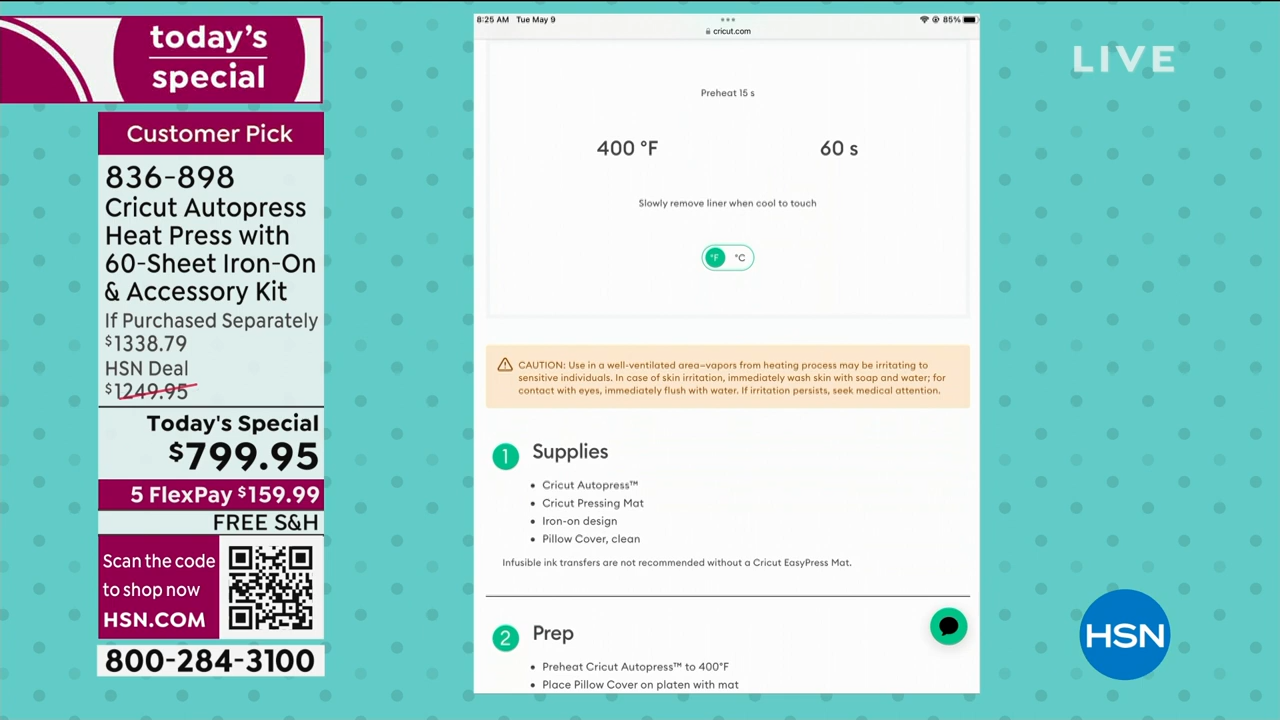 today's
special
Customer Pick
836-898
Cricut Autopress
Heat Press with
60-Sheet Iron-On
& Accessory Kit
If Purchased Separately
$1338.79
HSN Deal
$1249.95
Today's Special
$799.95
5 FlexPay $159.99
FREE S&H
Scan the code
to shop now
HSN.COM
800-284-3100
8:25 AM Tue May 9
85%
cricut.com
Preheat 15 s
400 °F 60 s
Slowly remove liner when cool to touch
°F °C
CAUTION: Use in a well-ventilated area–vapors from heating process may be irritating to
sensitive individuals. In case of skin irritation, immediately wash skin with soap and water; for
contact with eyes, immediately flush with water. If irritation persists, seek medical attention.
1 Supplies
• Cricut Autopress™
• Cricut Pressing Mat
• Iron-on design
• Pillow Cover, clean
Infusible ink transfers are not recommended without a Cricut EasyPress Mat.
2 Prep
• Preheat Cricut Autopress™ to 400°F
• Place Pillow Cover on platen with mat
LIVE
HSN